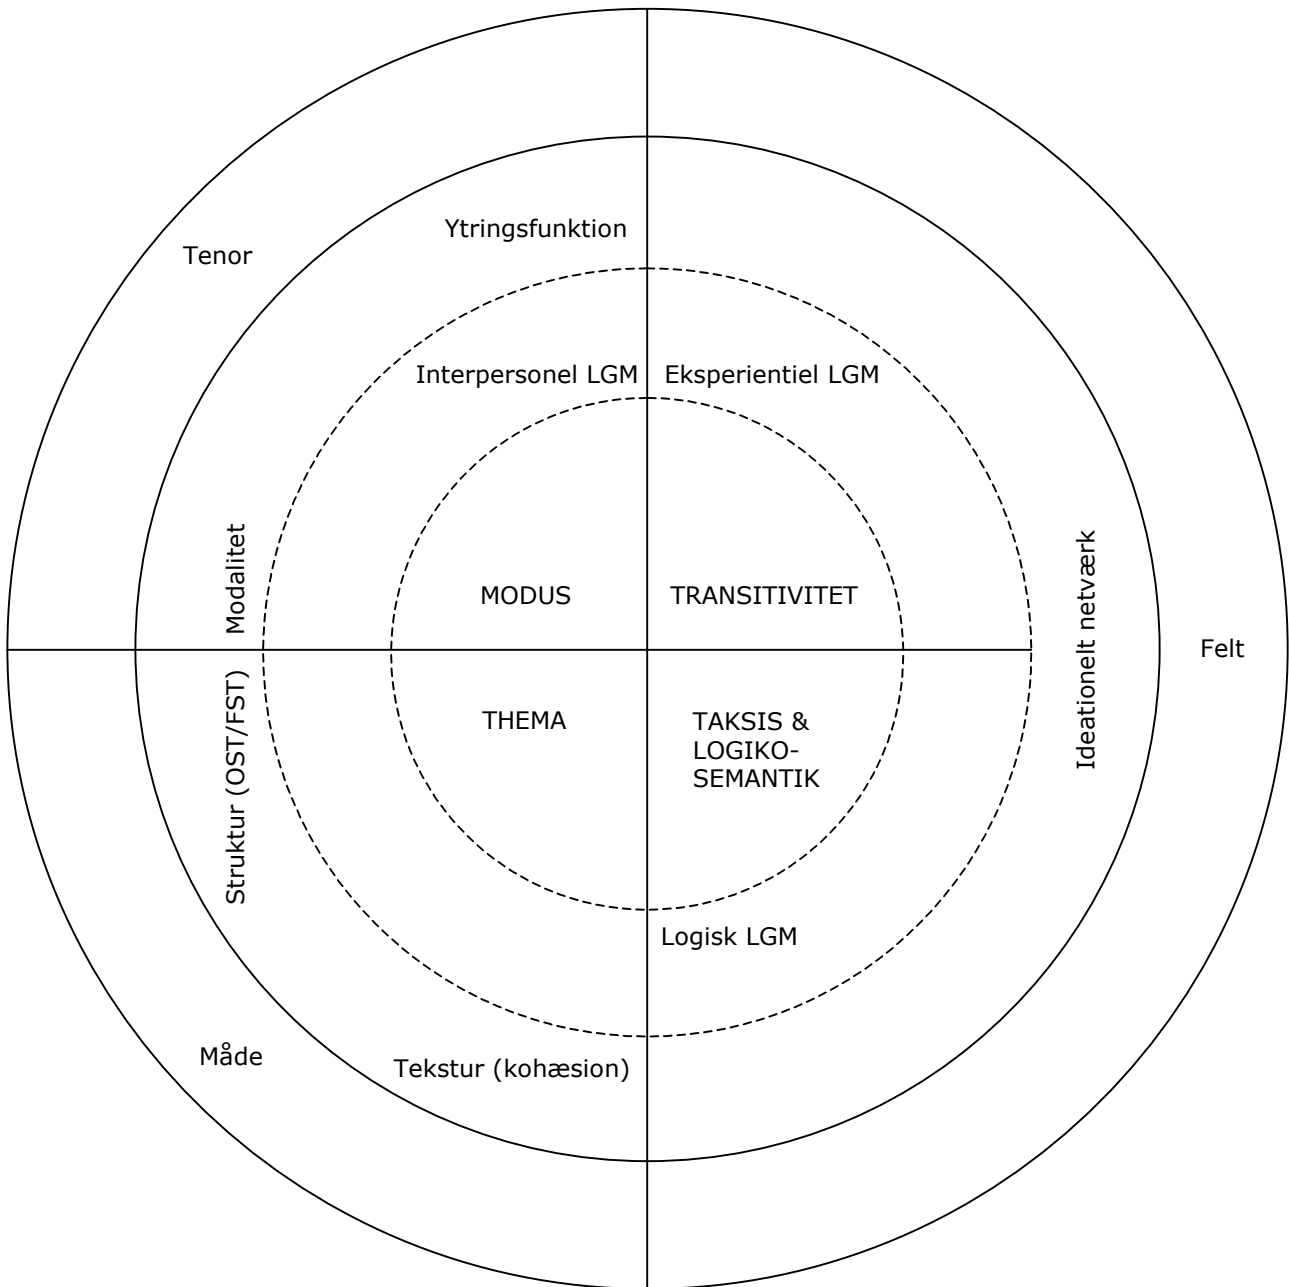 Ytringsfunktion
Tenor
Interpersonel LGM
Eksperientiel LGM
Modalitet
MODUS
TRANSITIVITET
Ideationelt netværk
Felt
Struktur (OST/FST)
THEMA
TAKSIS &
LOGIKO-
SEMANTIK
Logisk LGM
Måde
Tekstur (kohæsion)